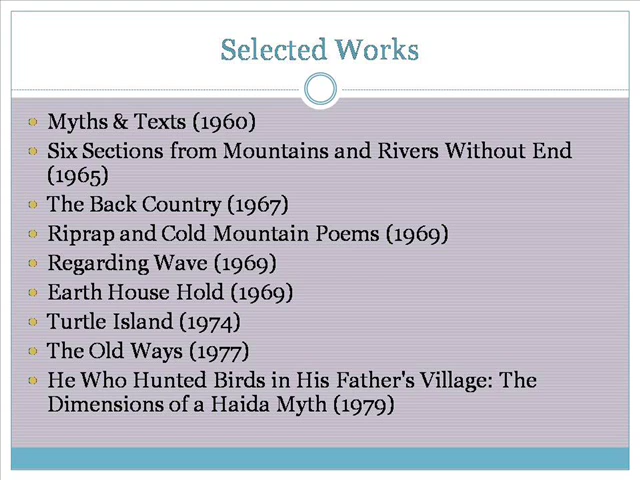 Selected Works
Myths & Texts (1960)
Six Sections from Mountains and Rivers Without End
(1965)
The Back Country (1967)
Riprap and Cold Mountain Poems (1969)
Regarding Wave (1969)
Earth House Hold (1969)
Turtle Island (1974)
The Old Ways (1977)
He Who Hunted Birds in His Father's Village: The
Dimensions of a Haida Myth (1979)